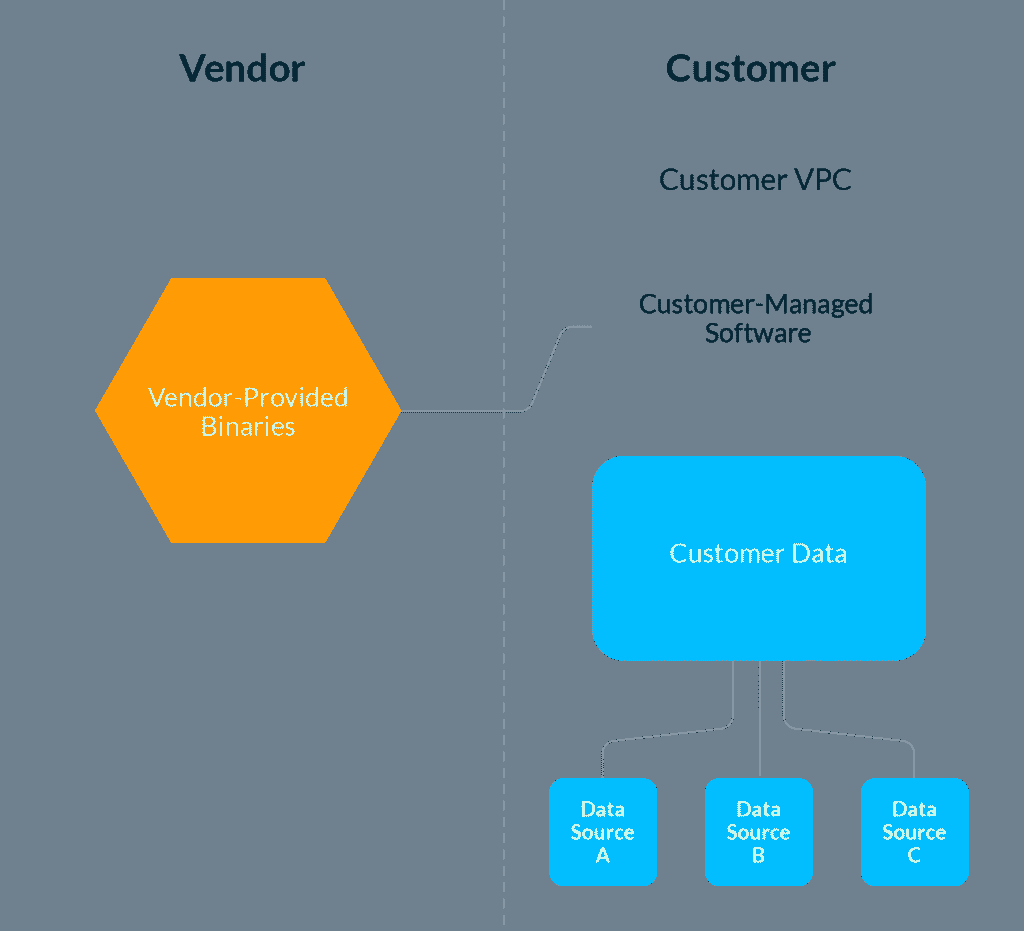 Vendor
Customer
Customer VPC
Customer-Managed
Software
Vendor-Provided
Binaries
Customer Data
Data
Source
A
Data
Source
B
Data
Source
C